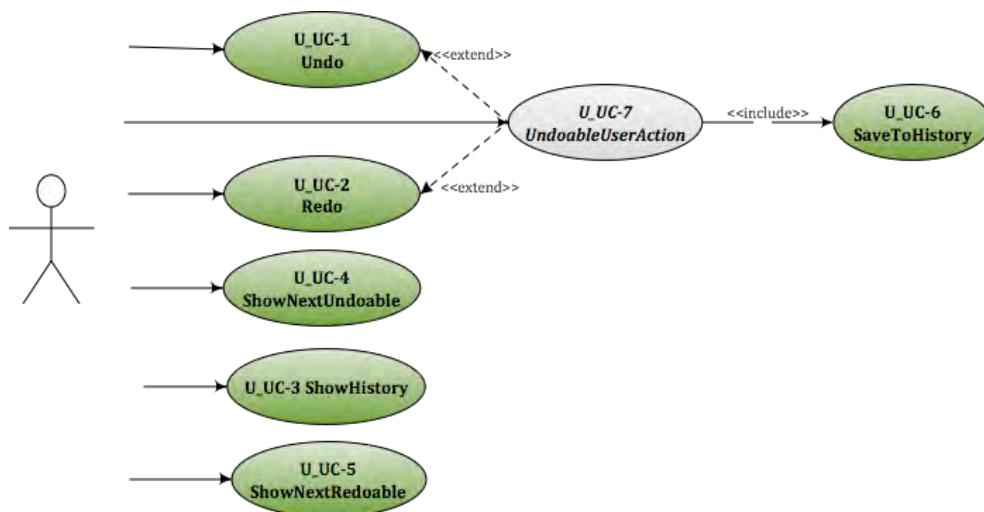 U_UC-1
Undo
<<extend>>
U_UC-7
UndoableUserAction
<<include>>
U_UC-6
SaveToHistory
U_UC-2
Redo
<<extend>>
U_UC-4
ShowNextUndoable
U_UC-3 ShowHistory
U_UC-5
ShowNextRedoable